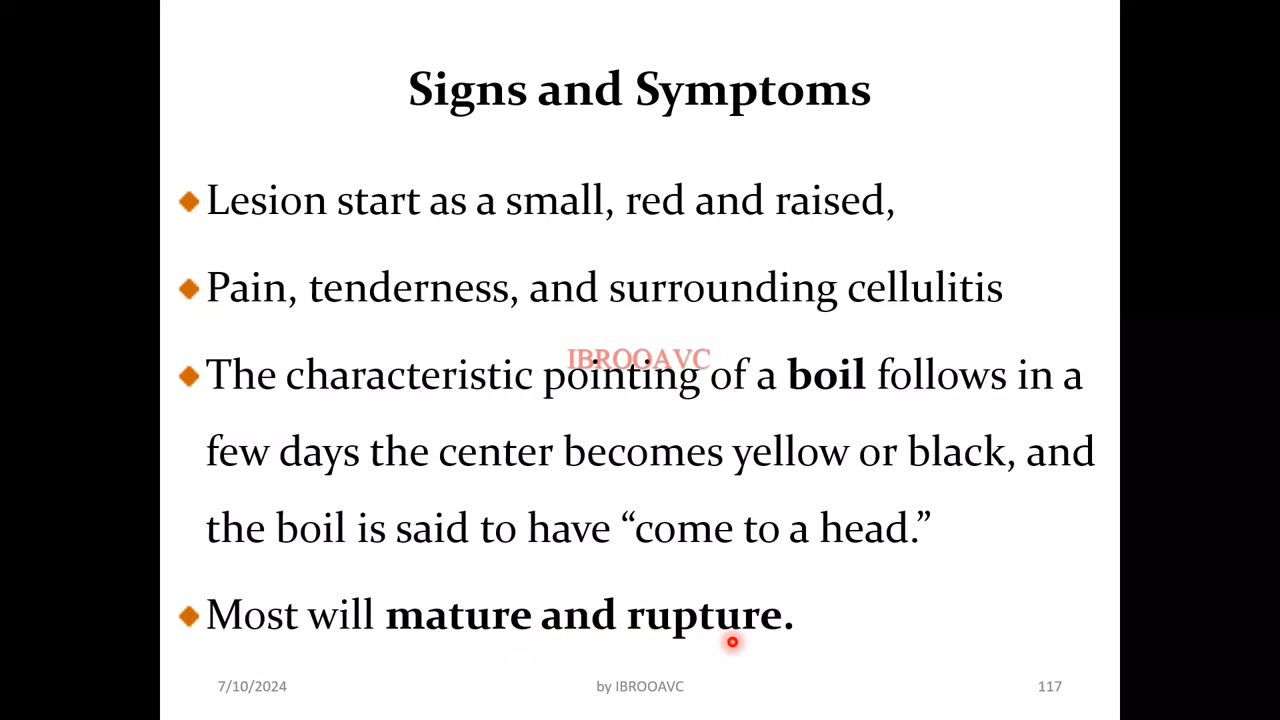 Signs and Symptoms
Lesion start as a small, red and raised,
Pain, tenderness, and surrounding cellulitis
IBROOAVC
The characteristic pointing of a boil follows in a
few days the center becomes yellow or black, and
the boil is said to have “come to a head.”
Most will mature and rupture.
7/10/2024 by IBROOAVC 117